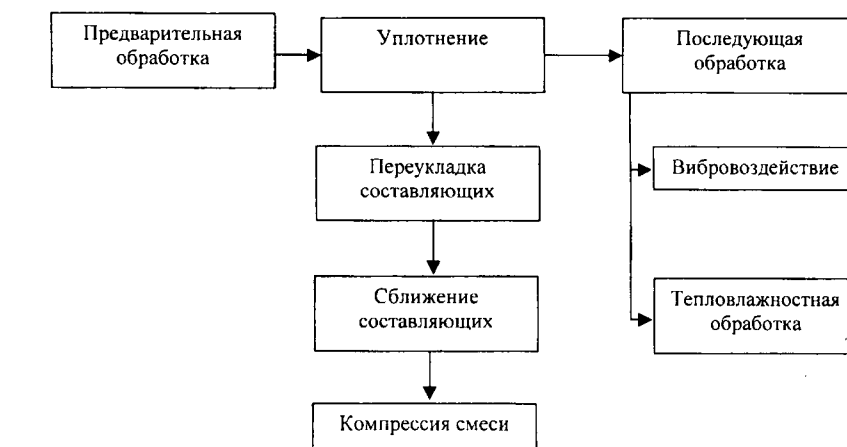 Предварительная
обработка
Уплотнение
Последующая
обработка
Переукладка
составляющих
Вибровоздействие
Сближение
составляющих
Тепловлажностная
обработка
Компрессия смеси